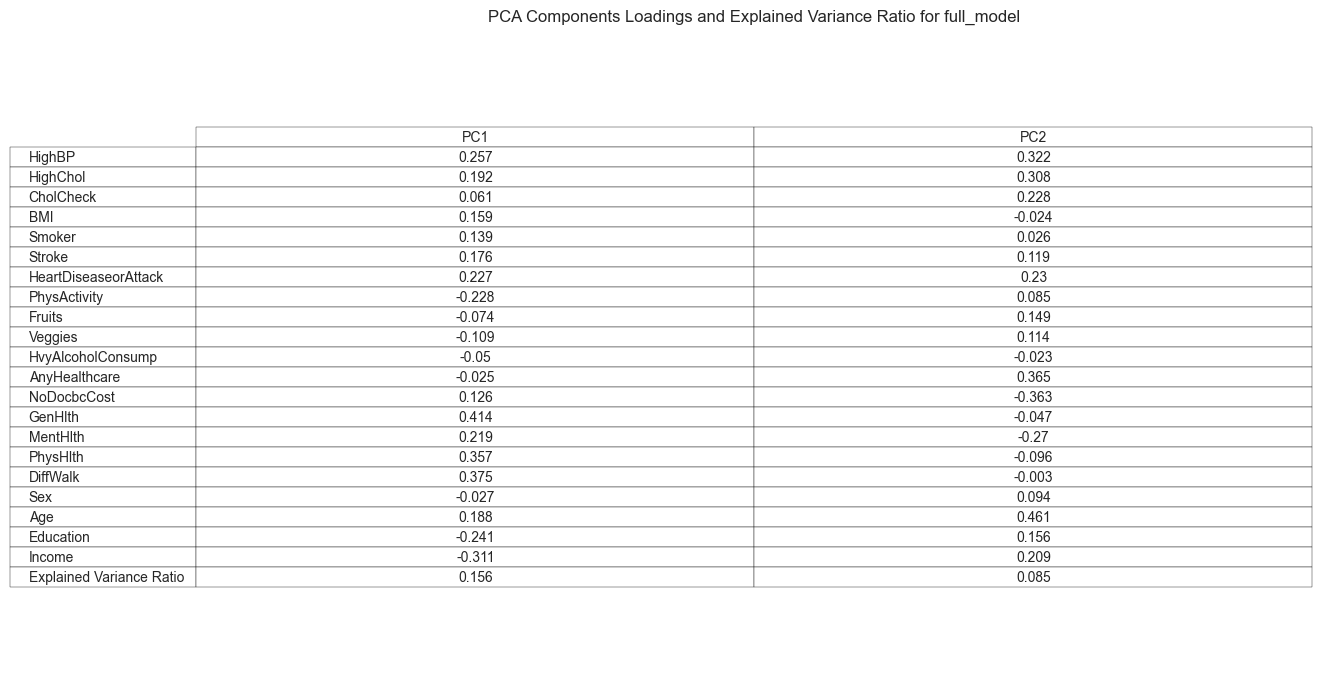 PCA Components Loadings and Explained Variance Ratio for full_model
PC1 PC2
HighBP 0.257 0.322
HighChol 0.192 0.308
CholCheck 0.061 0.228
BMI 0.159 -0.024
Smoker 0.139 0.026
Stroke 0.176 0.119
HeartDiseaseorAttack 0.227 0.23
PhysActivity -0.228 0.085
Fruits -0.074 0.149
Veggies -0.109 0.114
HvyAlcoholConsump -0.05 -0.023
AnyHealthcare -0.025 0.365
NoDocbcCost 0.126 -0.363
GenHlth 0.414 -0.047
MentHlth 0.219 -0.27
PhysHlth 0.357 -0.096
DiffWalk 0.375 -0.003
Sex -0.027 0.094
Age 0.188 0.461
Education -0.241 0.156
Income -0.311 0.209
Explained Variance Ratio 0.156 0.085